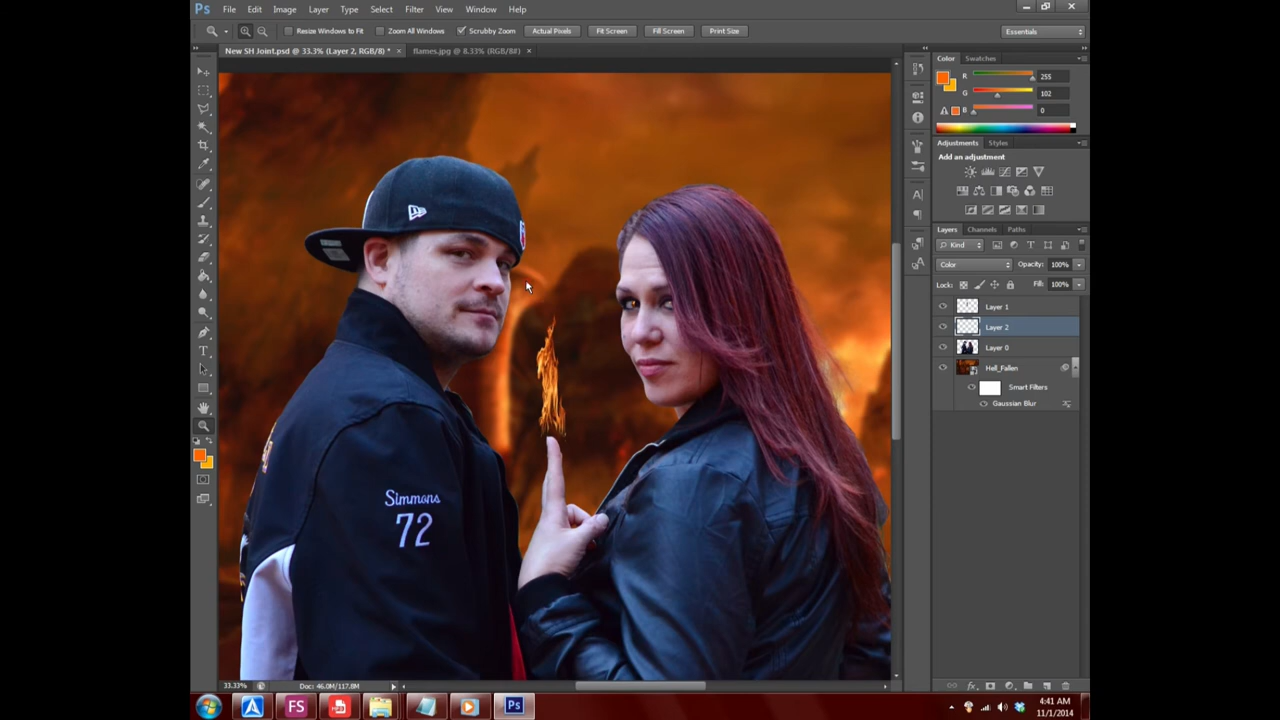 Ps File Edit Image Layer Type Select Filter View Window Help
Resize Windows to Fit Zoom All Windows Scrubby Zoom Actual Pixels Fit Screen Fill Screen Print Size Essentials
New SH Joint.psd @ 33.3% (Layer 2, RGB/8) * × flames.jpg @ 8.33% (RGB/8#) ×
Color Swatches
R 255
G 102
B 0
Adjustments Styles
Add an adjustment
Layers Channels Paths
Kind
Color Opacity: 100%
Lock: Fill: 100%
Layer 1
Layer 2
Layer 0
Hell_Fallen
Smart Filters
Gaussian Blur
Simmons
72
33.33% Doc: 46.0M/117.8M
FS Ps
4:41 AM
11/1/2014